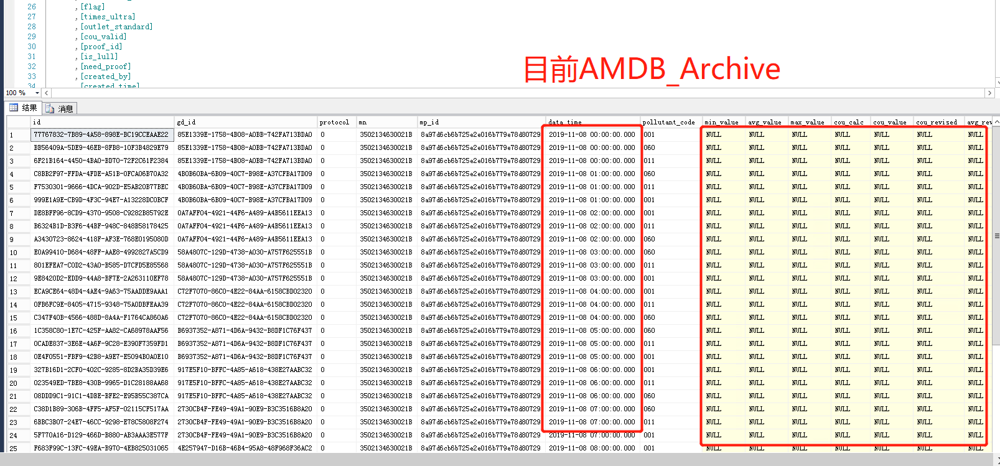 26 ,[flag]
27 ,[times_ultra]
28 ,[outlet_standard]
29 ,[cou_valid]
30 ,[proof_id]
31 ,[is_lull]
32 ,[need_proof]
33 ,[created_by]
34 ,[created_time]
目前AMDB_Archive
100 %
结果 消息
id gd_id protocol mn mp_id data_time pollutant_code min_value avg_value max_value cou_calc cou_value cou_revised avg_rev
1 77767832-7B89-4A58-898E-BC19CCEAAE22 85E1339E-1758-4B08-A0BB-742FA713BDA0 0 3502134630021B 8a97d6cb6b725e2e016b779e78d80729 2019-11-08 00:00:00.000 001 NULL NULL NULL NULL NULL NULL NULL
2 BB56409A-5DE9-46EB-8FB8-10F3B4829E79 85E1339E-1758-4B08-A0BB-742FA713BDA0 0 3502134630021B 8a97d6cb6b725e2e016b779e78d80729 2019-11-08 00:00:00.000 060 NULL NULL NULL NULL NULL NULL NULL
3 6F21B164-4450-4BA0-BD70-72F2C61F2384 85E1339E-1758-4B08-A0BB-742FA713BDA0 0 3502134630021B 8a97d6cb6b725e2e016b779e78d80729 2019-11-08 00:00:00.000 011 NULL NULL NULL NULL NULL NULL NULL
4 C8BB2F97-FFDA-4FDE-A51B-0FCA06B70A32 4B0B60BA-6B09-40C7-B98E-A37CFBA17D09 0 3502134630021B 8a97d6cb6b725e2e016b779e78d80729 2019-11-08 01:00:00.000 060 NULL NULL NULL NULL NULL NULL NULL
5 F7530301-9666-4DCA-902D-E5AB20B77BEC 4B0B60BA-6B09-40C7-B98E-A37CFBA17D09 0 3502134630021B 8a97d6cb6b725e2e016b779e78d80729 2019-11-08 01:00:00.000 011 NULL NULL NULL NULL NULL NULL NULL
6 999E1A9E-CB9D-4F3C-94E7-A13228DC0BCF 4B0B60BA-6B09-40C7-B98E-A37CFBA17D09 0 3502134630021B 8a97d6cb6b725e2e016b779e78d80729 2019-11-08 01:00:00.000 001 NULL NULL NULL NULL NULL NULL NULL
7 DE8BFF96-8CD9-4370-9508-C9282B85792E 0A7AFF04-4921-44F6-A489-A4B5611EEA13 0 3502134630021B 8a97d6cb6b725e2e016b779e78d80729 2019-11-08 02:00:00.000 001 NULL NULL NULL NULL NULL NULL NULL
8 B6324B1D-B3F6-44BF-948C-848B58178425 0A7AFF04-4921-44F6-A489-A4B5611EEA13 0 3502134630021B 8a97d6cb6b725e2e016b779e78d80729 2019-11-08 02:00:00.000 011 NULL NULL NULL NULL NULL NULL NULL
9 A3430723-8624-418F-AF3E-768E0195080D 0A7AFF04-4921-44F6-A489-A4B5611EEA13 0 3502134630021B 8a97d6cb6b725e2e016b779e78d80729 2019-11-08 02:00:00.000 060 NULL NULL NULL NULL NULL NULL NULL
10 E0A99410-D684-48FF-AAE8-4992827A5CD9 58A4807C-129D-4738-A030-A757F625551B 0 3502134630021B 8a97d6cb6b725e2e016b779e78d80729 2019-11-08 03:00:00.000 060 NULL NULL NULL NULL NULL NULL NULL
11 801EFEA7-C0D2-43A0-B585-D7CFD5E85568 58A4807C-129D-4738-A030-A757F625551B 0 3502134630021B 8a97d6cb6b725e2e016b779e78d80729 2019-11-08 03:00:00.000 011 NULL NULL NULL NULL NULL NULL NULL
12 9E8420D2-EDD9-44A8-BF7E-2A263110EF78 58A4807C-129D-4738-A030-A757F625551B 0 3502134630021B 8a97d6cb6b725e2e016b779e78d80729 2019-11-08 03:00:00.000 001 NULL NULL NULL NULL NULL NULL NULL
13 ECA9CE64-48D4-4AE4-9A63-75AADDE9AAA1 C72F7070-86C0-4E22-84AA-6158CBD02320 0 3502134630021B 8a97d6cb6b725e2e016b779e78d80729 2019-11-08 04:00:00.000 001 NULL NULL NULL NULL NULL NULL NULL
14 0FB6FC9E-8405-4715-9348-75A0DBFEAA39 C72F7070-86C0-4E22-84AA-6158CBD02320 0 3502134630021B 8a97d6cb6b725e2e016b779e78d80729 2019-11-08 04:00:00.000 011 NULL NULL NULL NULL NULL NULL NULL
15 C347F40B-4566-488D-8A4A-F1764CA860A6 C72F7070-86C0-4E22-84AA-6158CBD02320 0 3502134630021B 8a97d6cb6b725e2e016b779e78d80729 2019-11-08 04:00:00.000 060 NULL NULL NULL NULL NULL NULL NULL
16 1C358C80-1E7C-425F-AA82-CA68978AAF56 B6937352-A871-4D6A-9432-B8DF1C76F437 0 3502134630021B 8a97d6cb6b725e2e016b779e78d80729 2019-11-08 05:00:00.000 060 NULL NULL NULL NULL NULL NULL NULL
17 0CADE837-3E6E-4A6F-9C28-E390F7359FD1 B6937352-A871-4D6A-9432-B8DF1C76F437 0 3502134630021B 8a97d6cb6b725e2e016b779e78d80729 2019-11-08 05:00:00.000 011 NULL NULL NULL NULL NULL NULL NULL
18 0E4F0551-FBF9-42B8-A9E7-E5094B0A0E10 B6937352-A871-4D6A-9432-B8DF1C76F437 0 3502134630021B 8a97d6cb6b725e2e016b779e78d80729 2019-11-08 05:00:00.000 001 NULL NULL NULL NULL NULL NULL NULL
19 327B16D1-2CF0-402C-9285-8D2BA35D39E6 917E5F10-BFFC-4A85-A618-438E27AABC32 0 3502134630021B 8a97d6cb6b725e2e016b779e78d80729 2019-11-08 06:00:00.000 001 NULL NULL NULL NULL NULL NULL NULL
20 023549ED-7BE8-430B-9965-D1C28188AA68 917E5F10-BFFC-4A85-A618-438E27AABC32 0 3502134630021B 8a97d6cb6b725e2e016b779e78d80729 2019-11-08 06:00:00.000 011 NULL NULL NULL NULL NULL NULL NULL
21 08DDD9C1-91C1-4DBE-BFE2-E95B55C387CA 917E5F10-BFFC-4A85-A618-438E27AABC32 0 3502134630021B 8a97d6cb6b725e2e016b779e78d80729 2019-11-08 06:00:00.000 060 NULL NULL NULL NULL NULL NULL NULL
22 C38D1B89-306B-4FF5-AF5F-02115CF517AA 2730CB4F-FE49-49A1-90E9-B3C3516B8A20 0 3502134630021B 8a97d6cb6b725e2e016b779e78d80729 2019-11-08 07:00:00.000 060 NULL NULL NULL NULL NULL NULL NULL
23 6BBC3B07-24E7-46CC-9298-E78C5808F274 2730CB4F-FE49-49A1-90E9-B3C3516B8A20 0 3502134630021B 8a97d6cb6b725e2e016b779e78d80729 2019-11-08 07:00:00.000 011 NULL NULL NULL NULL NULL NULL NULL
24 5F770A16-D129-466D-B880-AB3AAA3E577F 2730CB4F-FE49-49A1-90E9-B3C3516B8A20 0 3502134630021B 8a97d6cb6b725e2e016b779e78d80729 2019-11-08 07:00:00.000 001 NULL NULL NULL NULL NULL NULL NULL
25 F683F99C-13FC-49EA-B970-4EB825031065 4E257947-D16B-46B4-95A8-48F968F36AC2 0 3502134630021B 8a97d6cb6b725e2e016b779e78d80729 2019-11-08 08:00:00.000 001 NULL NULL NULL NULL NULL NULL NULL